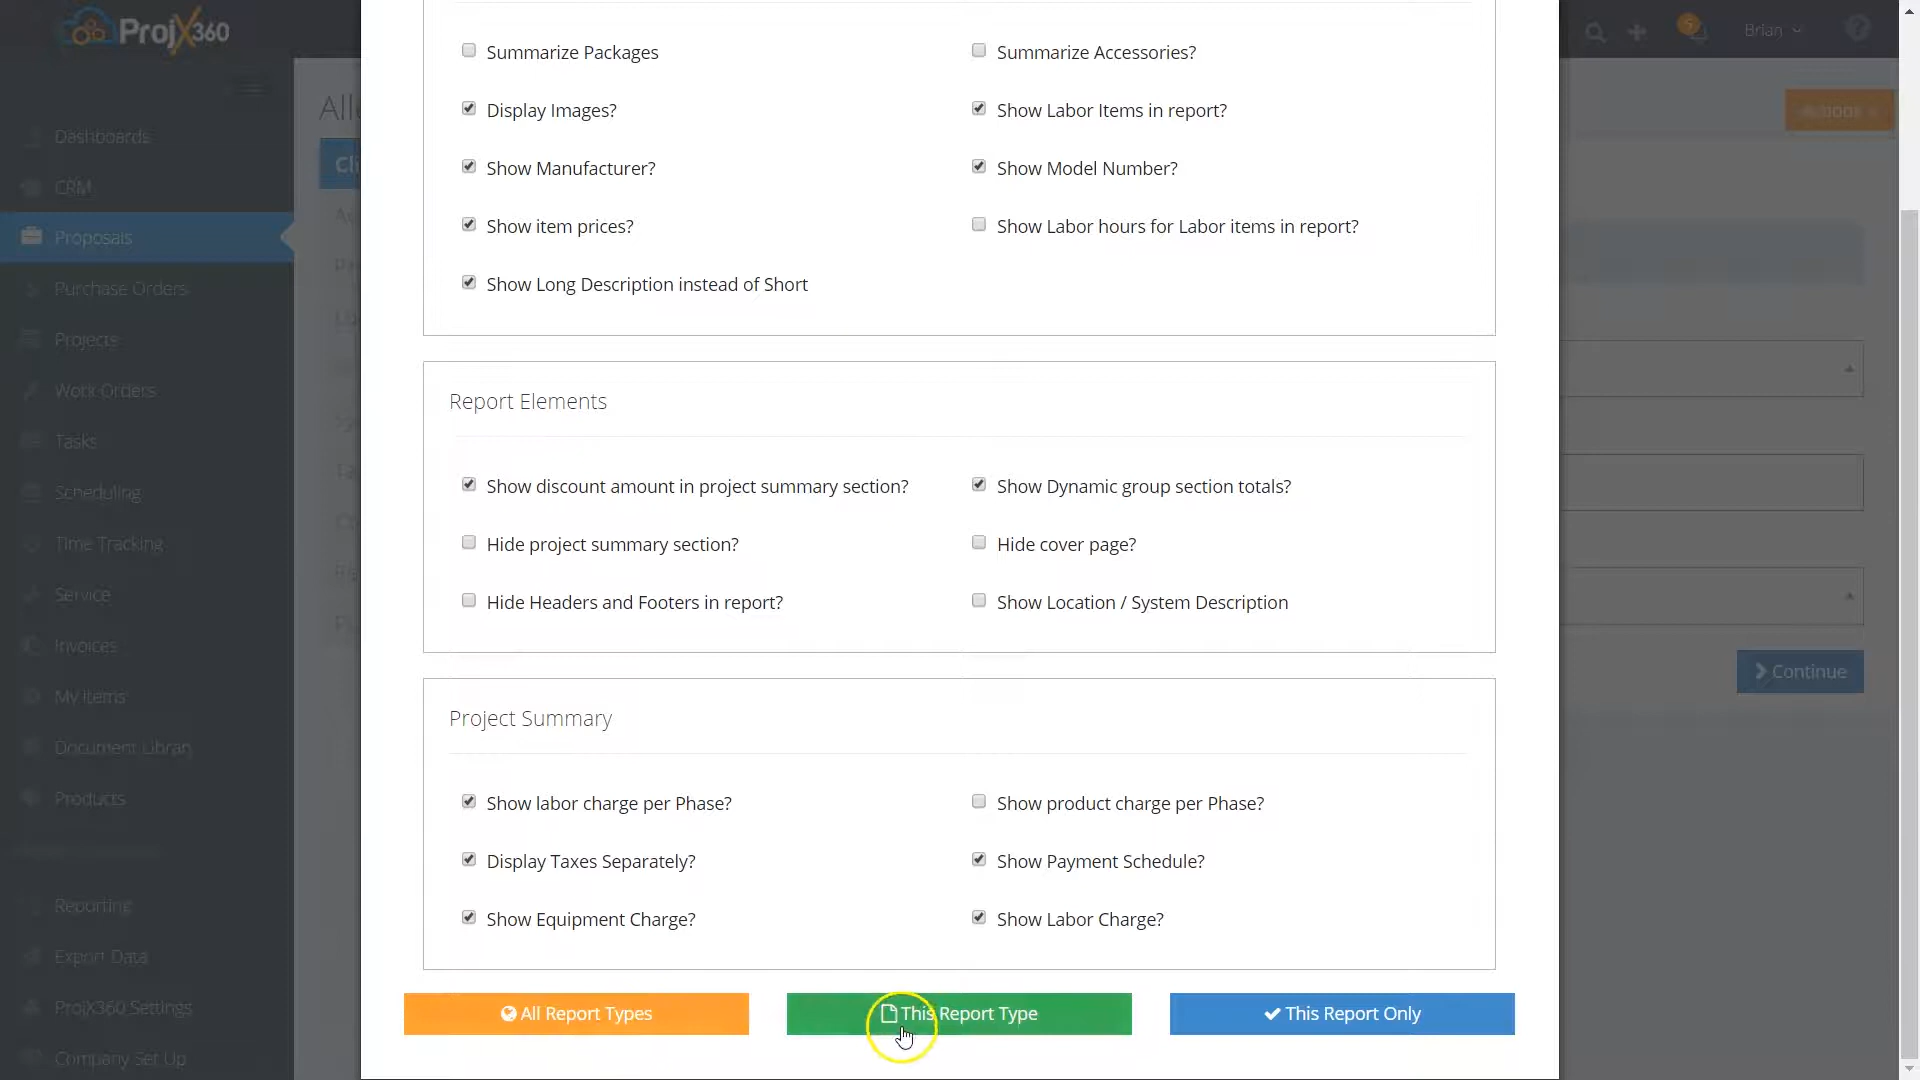 ProjX360
5
Brian
All
Actions
Dashboards
Cli
CRM
Proposals
Purchase Orders
Projects
Work Orders
Tasks
Scheduling
Time Tracking
Service
Invoices
My Items
Document Library
Products
Reporting
Export Data
ProjX360 Settings
Company Set Up
Summarize Packages
Summarize Accessories?
Display Images?
Show Labor Items in report?
Show Manufacturer?
Show Model Number?
Show item prices?
Show Labor hours for Labor items in report?
Show Long Description instead of Short
Report Elements
Show discount amount in project summary section?
Show Dynamic group section totals?
Hide project summary section?
Hide cover page?
Hide Headers and Footers in report?
Show Location / System Description
Project Summary
Show labor charge per Phase?
Show product charge per Phase?
Display Taxes Separately?
Show Payment Schedule?
Show Equipment Charge?
Show Labor Charge?
All Report Types
This Report Type
This Report Only
Continue